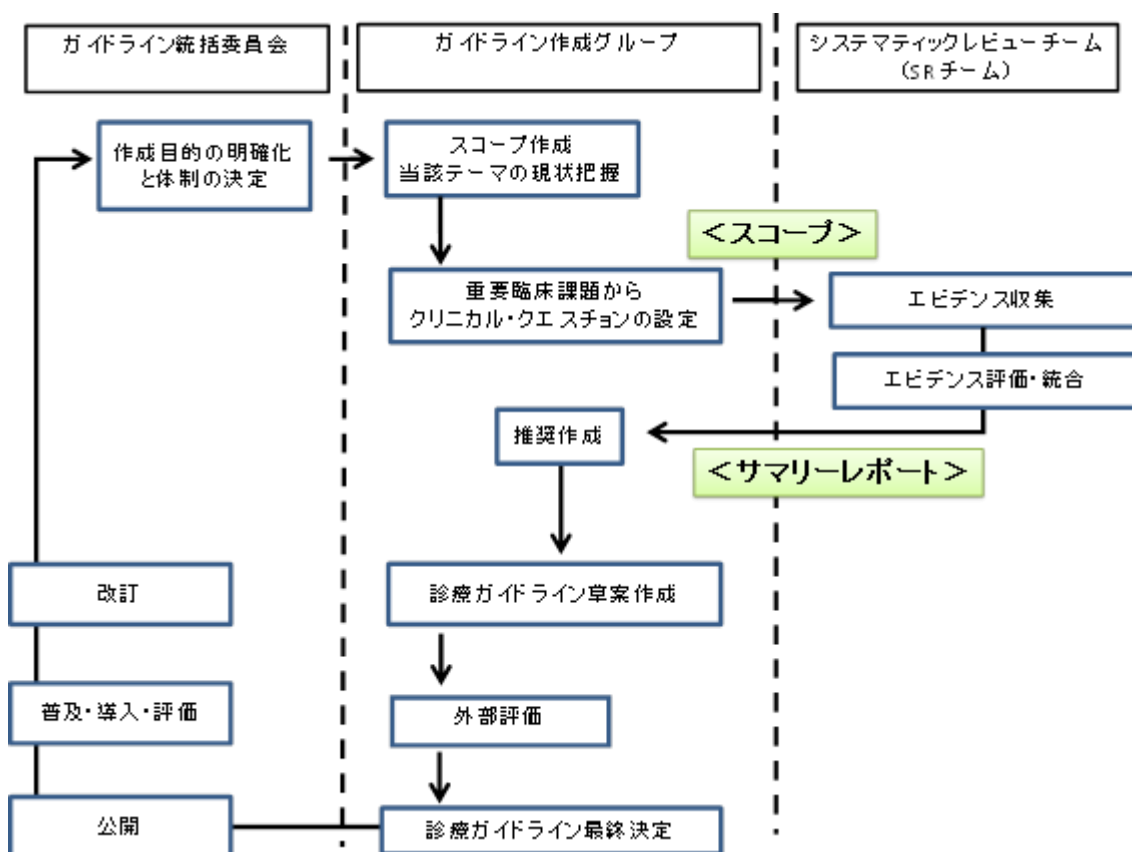 ガイドライン統括委員会
ガイドライン作成グループ
システマティックレビューチーム
（SRチーム）
作成目的の明確化
と体制の決定
スコープ作成
当該テーマの現状把握
＜スコープ＞
重要臨床課題から
クリニカル・クエスチョンの設定
エビデンス収集
エビデンス評価・統合
推奨作成
＜サマリーレポート＞
改訂
診療ガイドライン草案作成
普及・導入・評価
外部評価
公開
診療ガイドライン最終決定